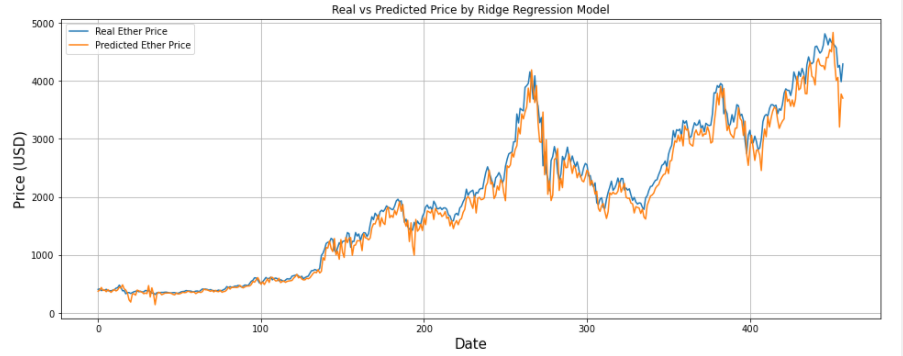 Real vs Predicted Price by Ridge Regression Model
Real Ether Price
Predicted Ether Price
5000
4000
3000
2000
1000
0
Price (USD)
0 100 200 300 400
Date